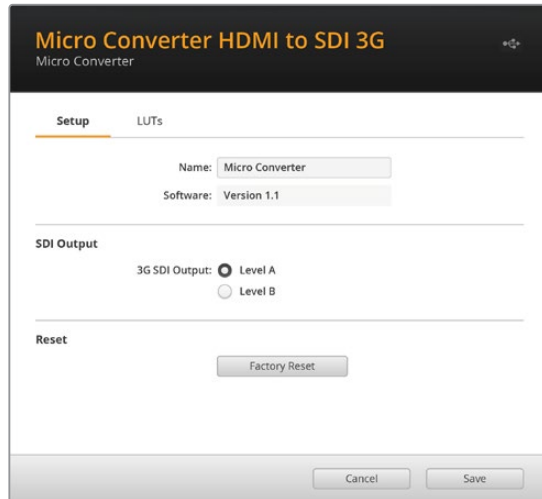 Micro Converter HDMI to SDI 3G
Micro Converter
Setup LUTs
Name: Micro Converter
Software: Version 1.1
SDI Output
3G SDI Output: Level A
Level B
Reset
Factory Reset
Cancel Save